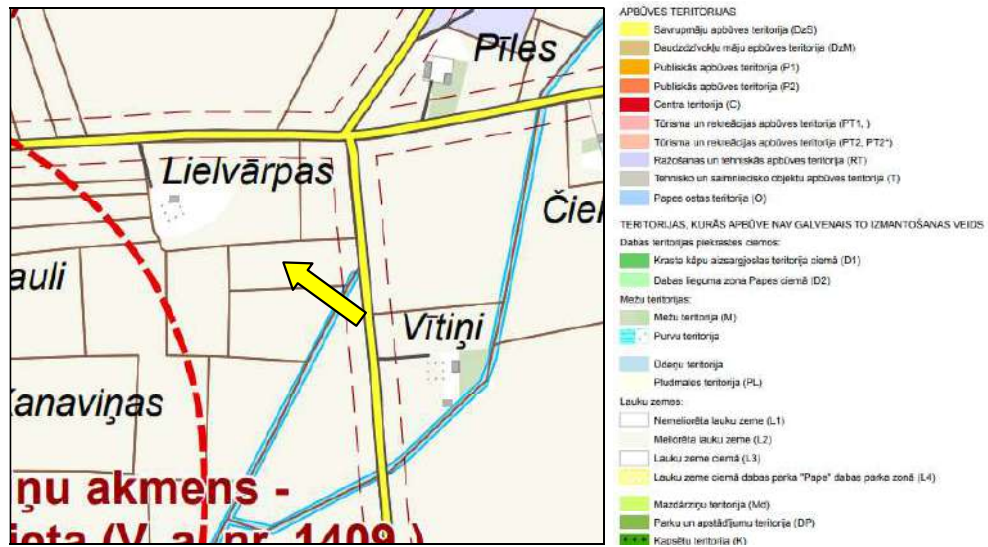 Pīles
Lielvārpas
Čiel
auli
Vītiņi
Kanaviņas
ņu akmens -
APBŪVES TERITORIJAS
Savrupmāju apbūves teritorija (DzS)
Daudzdzīvokļu māju apbūves teritorija (DzM)
Publiskās apbūves teritorija (P1)
Publiskās apbūves teritorija (P2)
Centra teritorija (C)
Tūrisma un rekreācijas apbūves teritorija (PT1, )
Tūrisma un rekreācijas apbūves teritorija (PT2, PT2*)
Ražošanas un tehniskās apbūves teritorija (RT)
Tehnisko un saimniecisko objektu apbūves teritorija (T)
Papes ostas teritorija (O)
TERITORIJAS, KURĀS APBŪVE NAV GALVENAIS TO IZMANTOŠANAS VEIDS
Dabas teritorijas piekrastes ciemos:
Krasta kāpu aizsargjoslas teritorija ciemā (D1)
Dabas lieguma zona Papes ciemā (D2)
Mežu teritorijas:
Mežu teritorija (M)
Purvu teritorija
Ūdeņu teritorija
Pludmales teritorija (PL)
Lauku zemes:
Nemeliorēta lauku zeme (L1)
Meliorēta lauku zeme (L2)
Lauku zeme ciemā (L3)
Lauku zeme ciemā dabas parka "Pape" dabas parka zonā (L4)
Mazdārziņu teritorija (Md)
Parku un apstādījumu teritorija (DP)
Kapsētu teritorija (K)